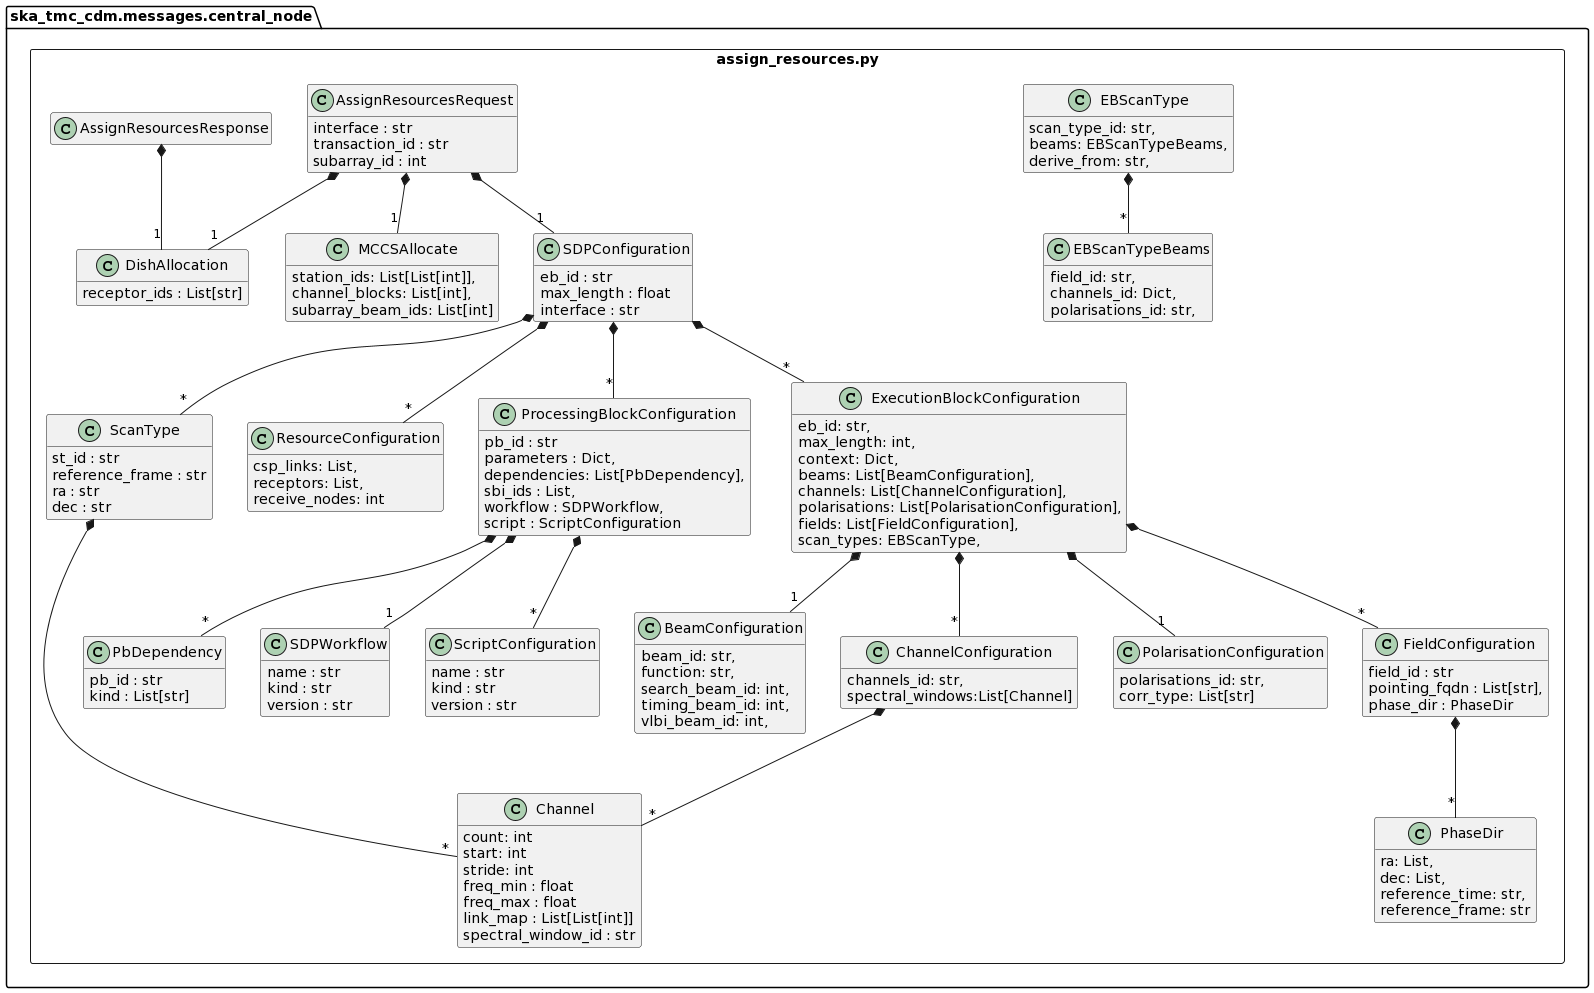 ska_tmc_cdm.messages.central_node
assign_resources.py
C AssignResourcesResponse
C AssignResourcesRequest
interface : str
transaction_id : str
subarray_id : int
C EBScanType
scan_type_id: str,
beams: EBScanTypeBeams,
derive_from: str,
1
1
1
1
*
C DishAllocation
receptor_ids : List[str]
C MCCSAllocate
station_ids: List[List[int]],
channel_blocks: List[int],
subarray_beam_ids: List[int]
C SDPConfiguration
eb_id : str
max_length : float
interface : str
C EBScanTypeBeams
field_id: str,
channels_id: Dict,
polarisations_id: str,
*
*
*
*
C ScanType
st_id : str
reference_frame : str
ra : str
dec : str
C ResourceConfiguration
csp_links: List,
receptors: List,
receive_nodes: int
C ProcessingBlockConfiguration
pb_id : str
parameters : Dict,
dependencies: List[PbDependency],
sbi_ids : List,
workflow : SDPWorkflow,
script : ScriptConfiguration
C ExecutionBlockConfiguration
eb_id: str,
max_length: int,
context: Dict,
beams: List[BeamConfiguration],
channels: List[ChannelConfiguration],
polarisations: List[PolarisationConfiguration],
fields: List[FieldConfiguration],
scan_types: EBScanType,
*
1
*
1
*
1
*
C PbDependency
pb_id : str
kind : List[str]
C SDPWorkflow
name : str
kind : str
version : str
C ScriptConfiguration
name : str
kind : str
version : str
C BeamConfiguration
beam_id: str,
function: str,
search_beam_id: int,
timing_beam_id: int,
vlbi_beam_id: int,
C ChannelConfiguration
channels_id: str,
spectral_windows:List[Channel]
C PolarisationConfiguration
polarisations_id: str,
corr_type: List[str]
C FieldConfiguration
field_id : str
pointing_fqdn : List[str],
phase_dir : PhaseDir
*
*
*
C Channel
count: int
start: int
stride: int
freq_min : float
freq_max : float
link_map : List[List[int]]
spectral_window_id : str
C PhaseDir
ra: List,
dec: List,
reference_time: str,
reference_frame: str